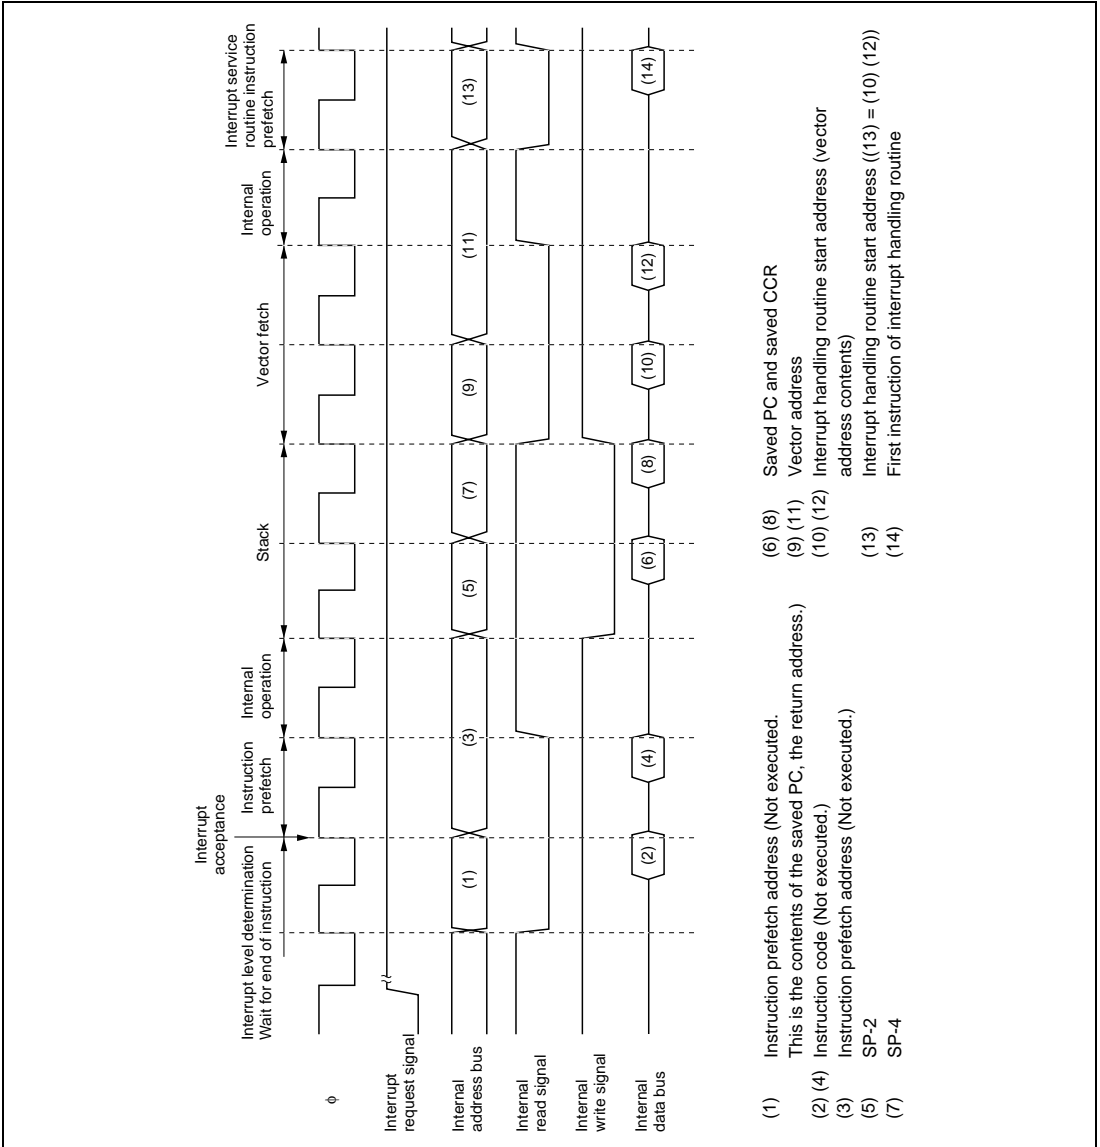 Interrupt
acceptance
Interrupt level determination
Wait for end of instruction
Instruction
prefetch
Internal
operation
Stack
Vector fetch
Internal
operation
Interrupt service
routine instruction
prefetch
ϕ
Interrupt
request signal
Internal
address bus
(1) (3) (5) (7) (9) (11) (13)
Internal
read signal
Internal
write signal
Internal
data bus
(2) (4) (6) (8) (10) (12) (14)
(1) Instruction prefetch address (Not executed.
This is the contents of the saved PC, the return address.)
(2) (4) Instruction code (Not executed.)
(3) Instruction prefetch address (Not executed.)
(5) SP-2
(7) SP-4
(6) (8) Saved PC and saved CCR
(9) (11) Vector address
(10) (12) Interrupt handling routine start address (vector
address contents)
(13) Interrupt handling routine start address ((13) = (10) (12))
(14) First instruction of interrupt handling routine